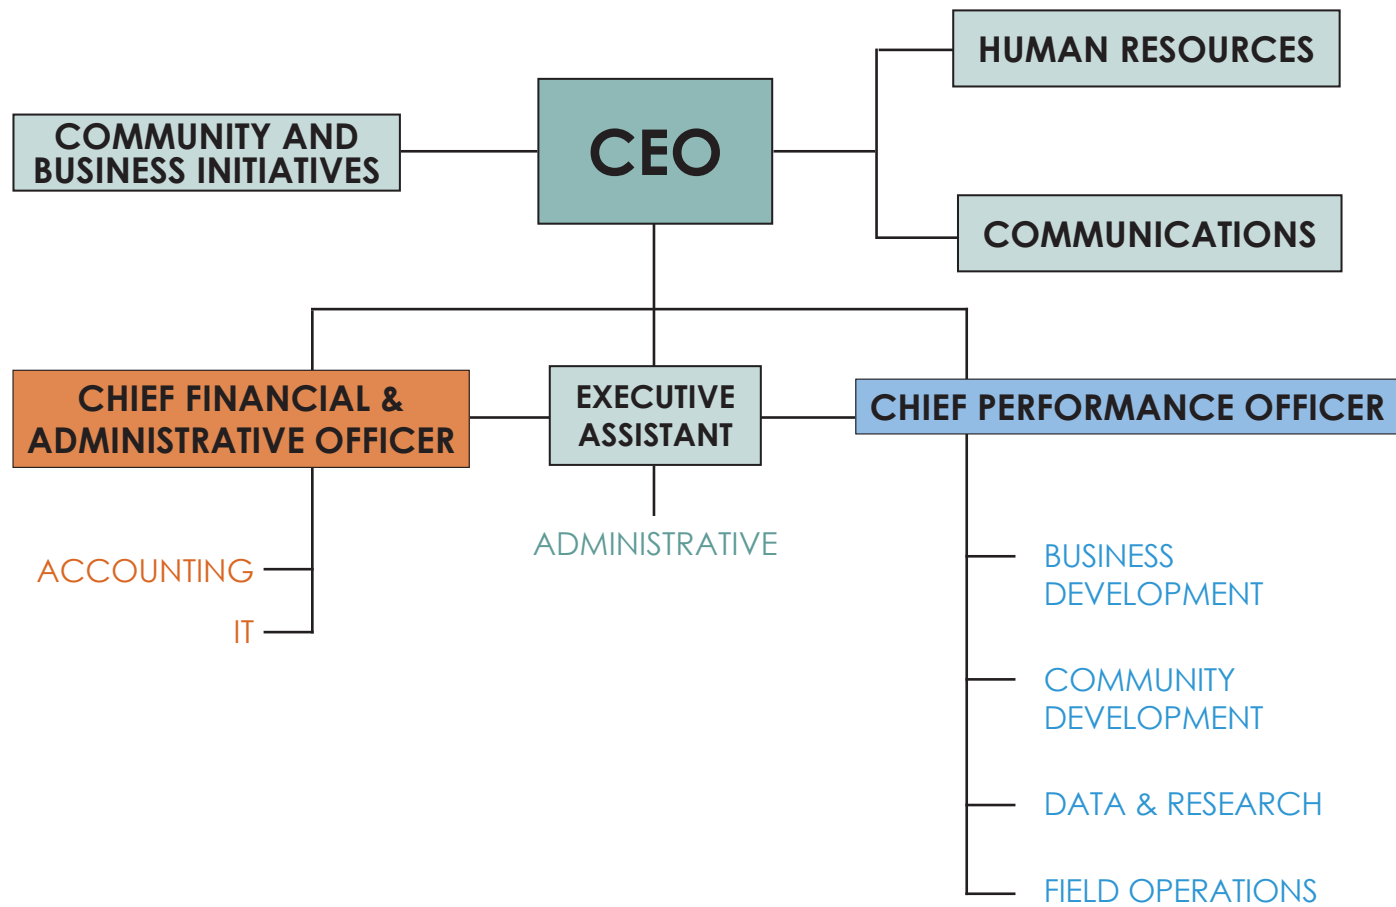 HUMAN RESOURCES
COMMUNITY AND
BUSINESS INITIATIVES
CEO
COMMUNICATIONS
CHIEF FINANCIAL &
ADMINISTRATIVE OFFICER
EXECUTIVE
ASSISTANT
CHIEF PERFORMANCE OFFICER
ACCOUNTING
IT
ADMINISTRATIVE
BUSINESS
DEVELOPMENT
COMMUNITY
DEVELOPMENT
DATA & RESEARCH
FIELD OPERATIONS